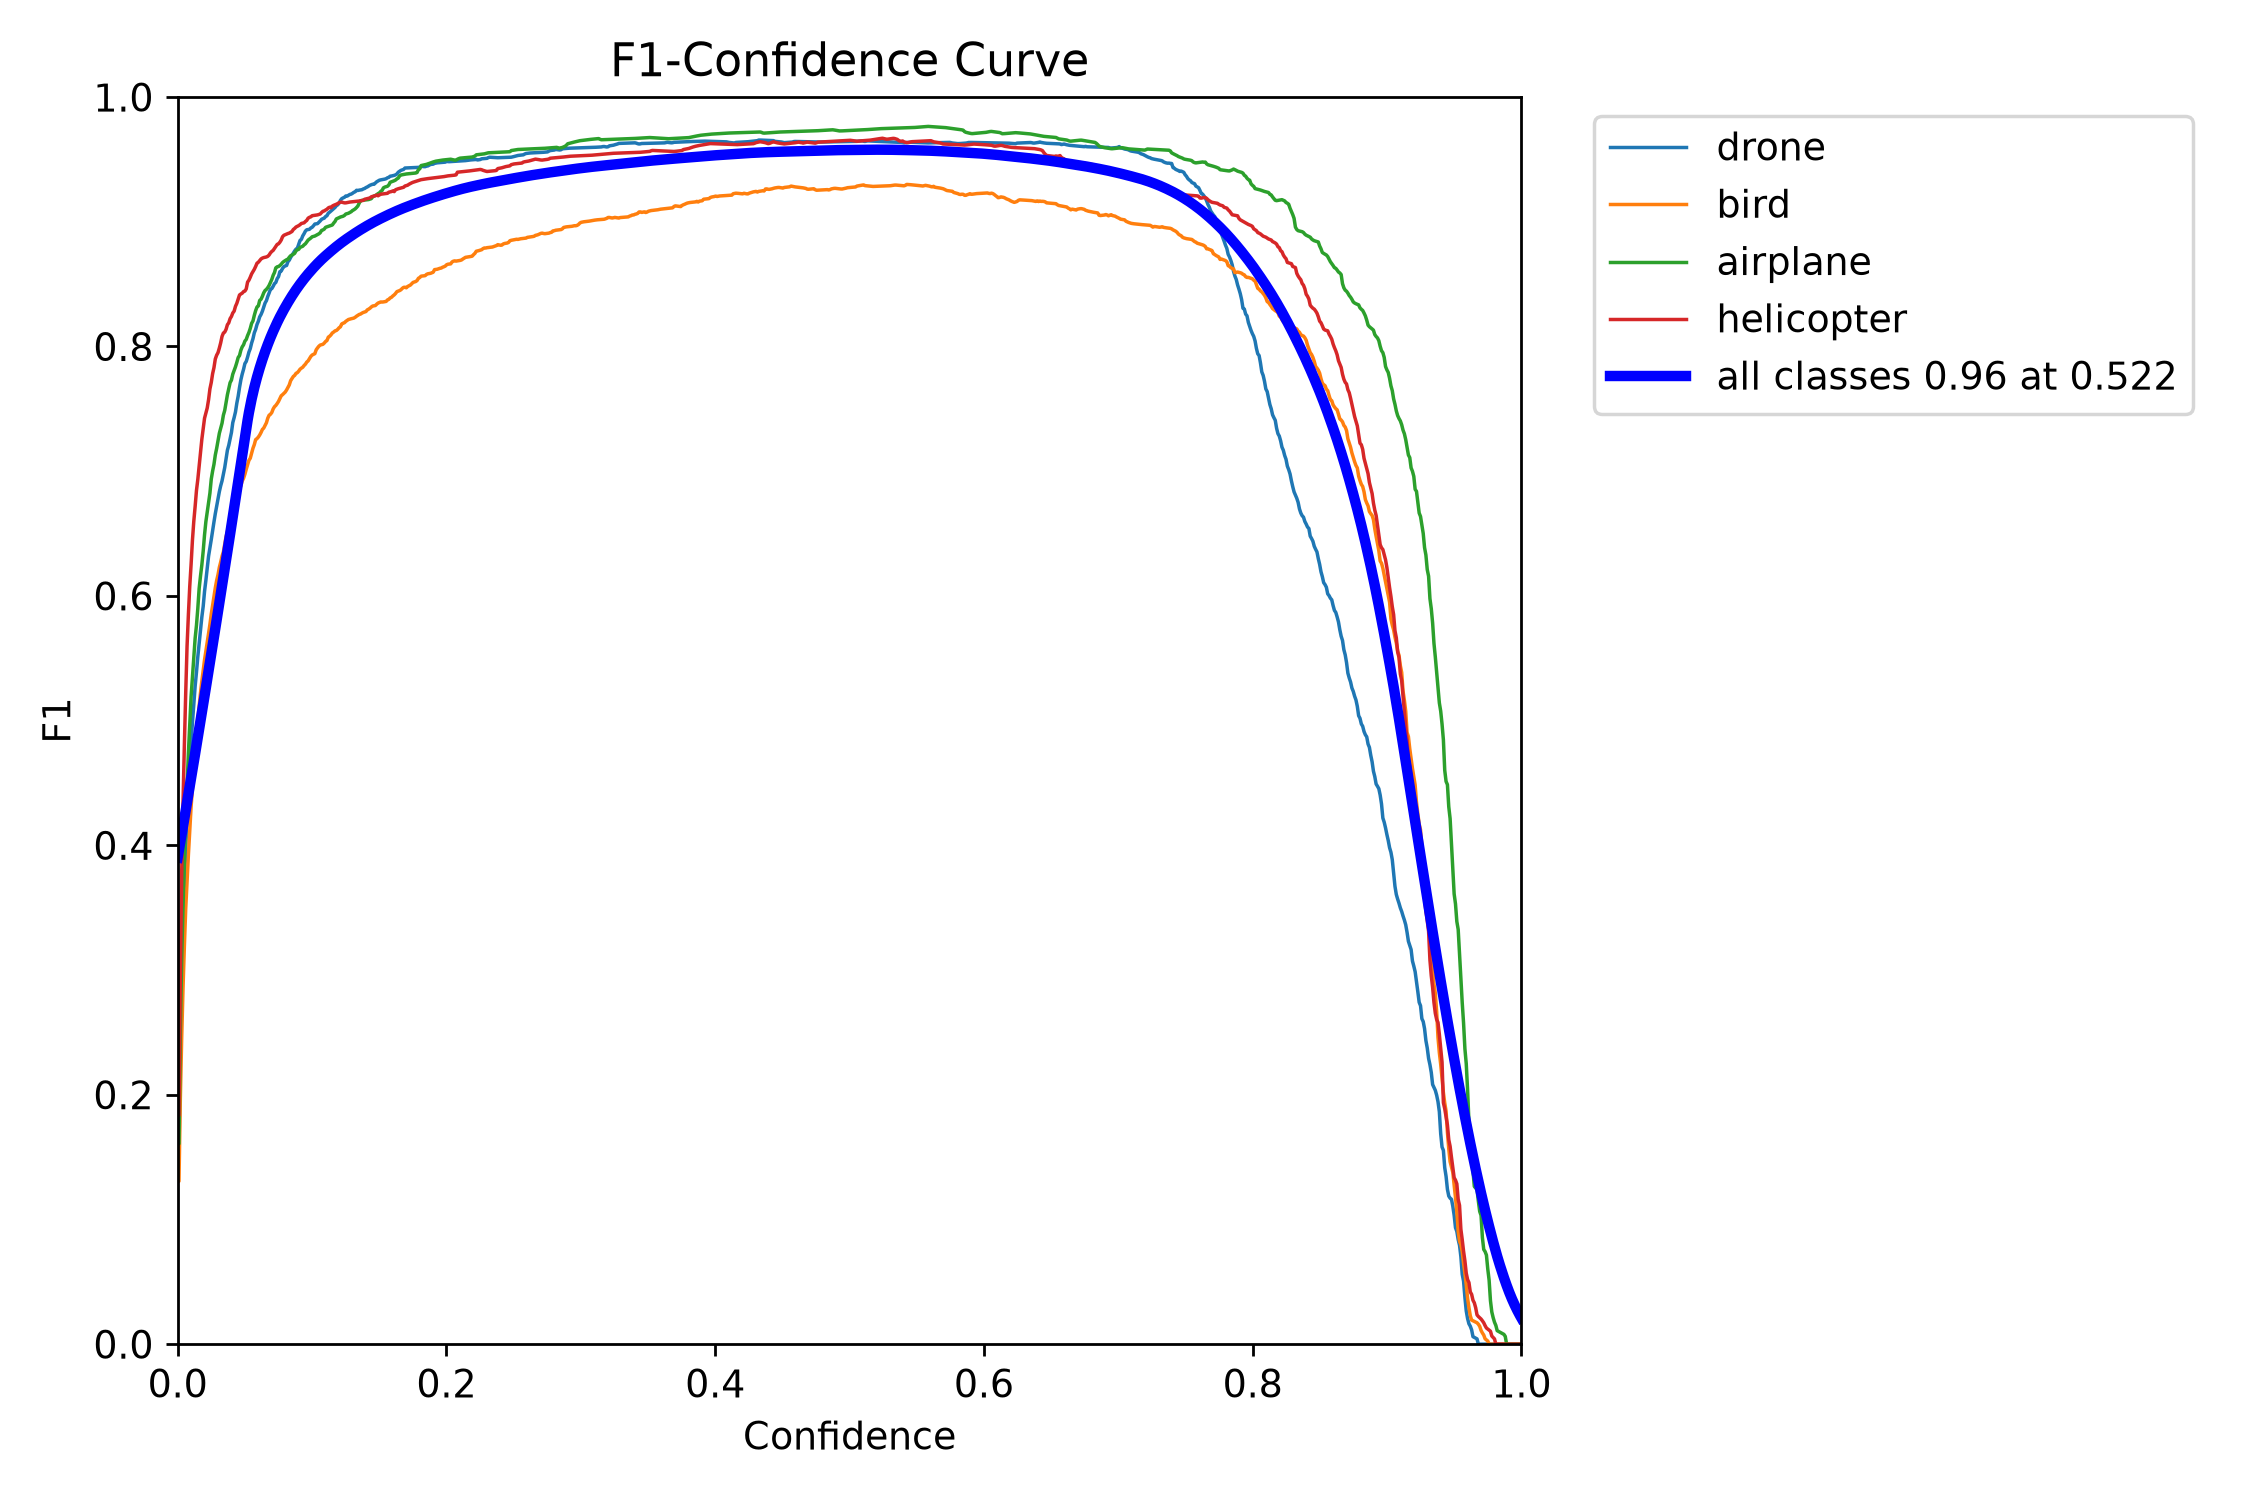 F1-Confidence Curve
1.0
0.8
0.6
0.4
0.2
0.0
F1
0.0 0.2 0.4 0.6 0.8 1.0
Confidence
drone
bird
airplane
helicopter
all classes 0.96 at 0.522